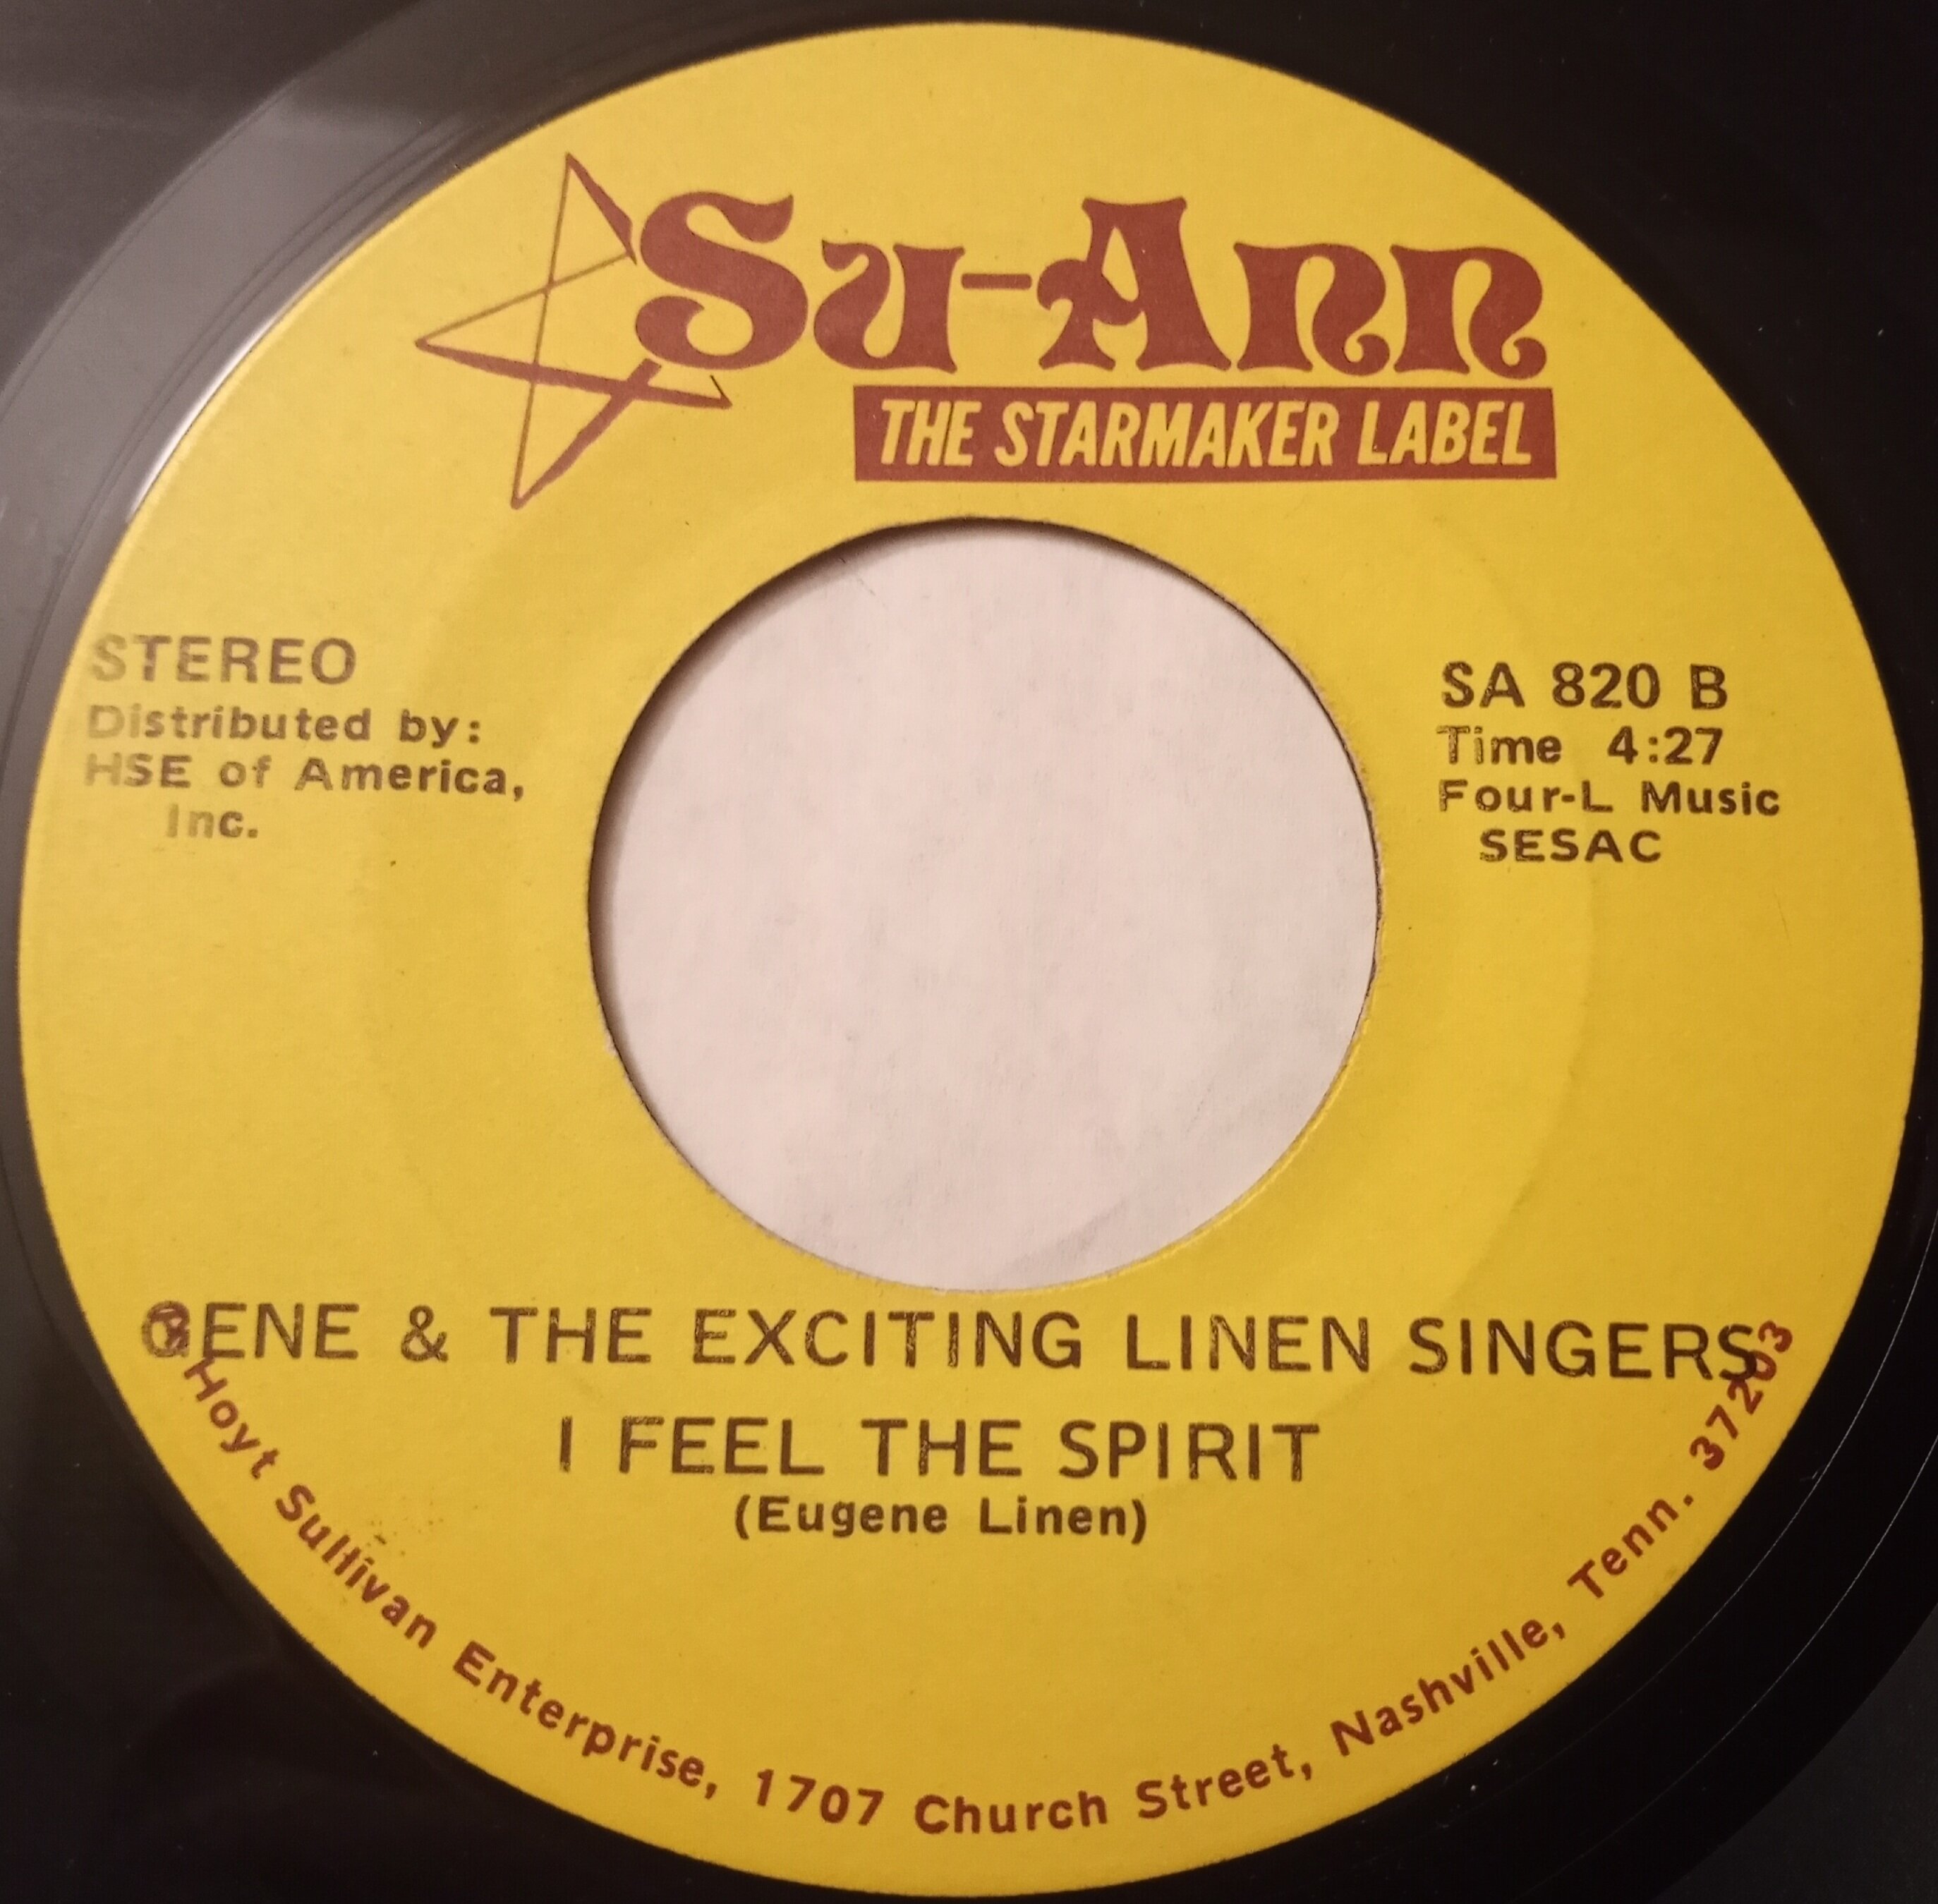 Su-Ann
THE STARMAKER LABEL
STEREO
Distributed by:
HSE of America,
Inc.
SA 820 B
Time 4:27
Four-L Music
SESAC
GENE & THE EXCITING LINEN SINGERS
I FEEL THE SPIRIT
(Eugene Linen)
Ⓡ Hoyt Sullivan Enterprise, 1707 Church Street, Nashville, Tenn. 37203